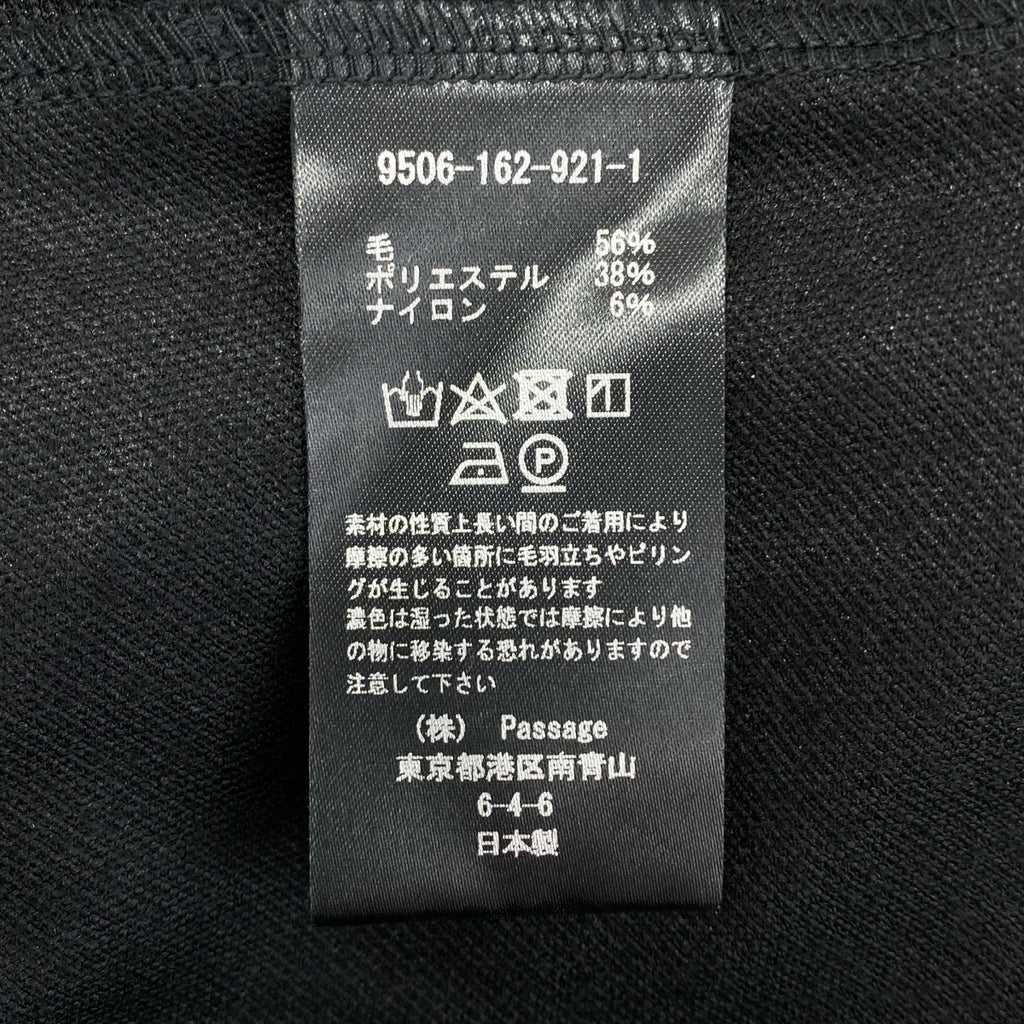 9506-162-921-1
毛 56%
ポリエステル 38%
ナイロン 6%
P
素材の性質上長い間のご着用により
摩擦の多い箇所に毛羽立ちやピリン
グが生じることがあります
濃色は湿った状態では摩擦により他
の物に移染する恐れがありますので
注意して下さい
(株) Passage
東京都港区南青山
6-4-6
日本製